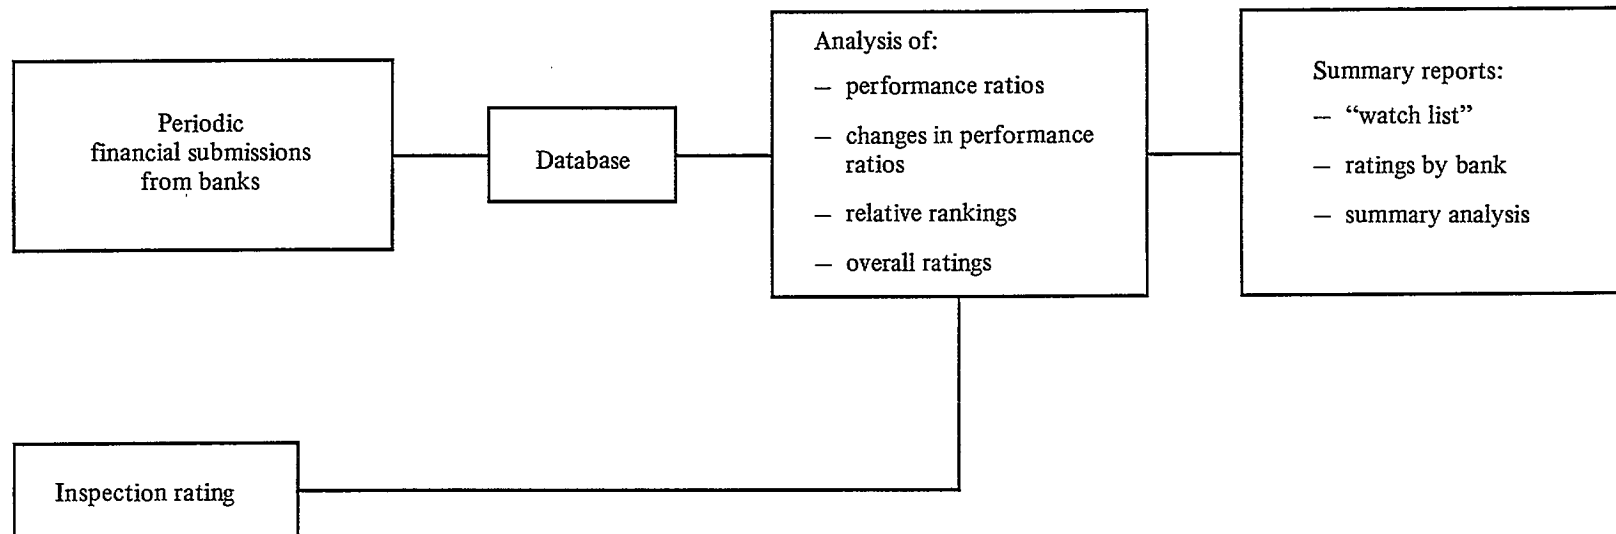 Periodic
financial submissions
from banks
Database
Analysis of:
— performance ratios
— changes in performance
ratios
— relative rankings
— overall ratings
Summary reports:
— “watch list”
— ratings by bank
— summary analysis
Inspection rating